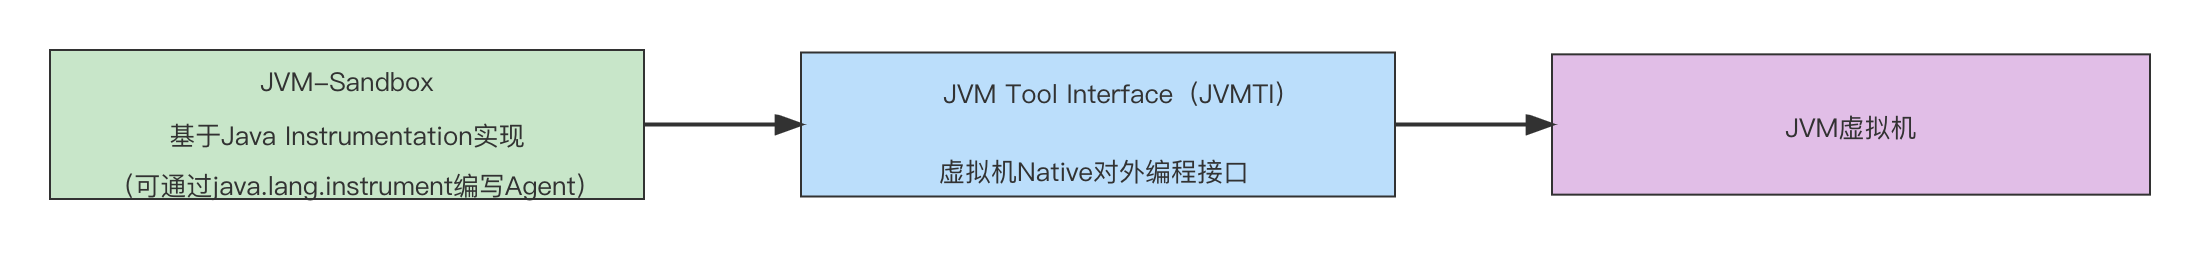 JVM-Sandbox
基于Java Instrumentation实现
（可通过java.lang.instrument编写Agent）
JVM Tool Interface（JVMTI）
虚拟机Native对外编程接口
JVM虚拟机